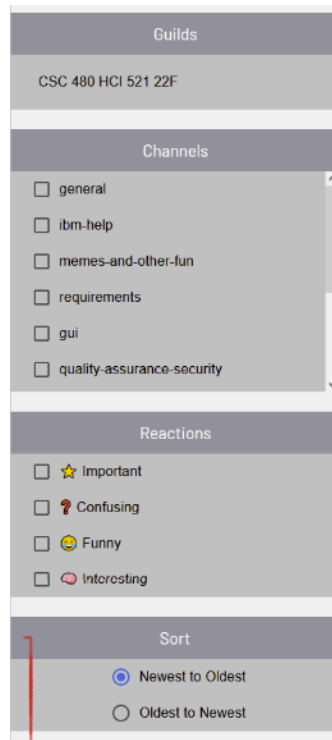 Guilds
CSC 480 HCI 521 22F
Channels
general
ibm-help
memes-and-other-fun
requirements
gui
quality-assurance-security
Reactions
⭐ Important
❓ Confusing
😂 Funny
🧠 Interesting
Sort
Newest to Oldest
Oldest to Newest